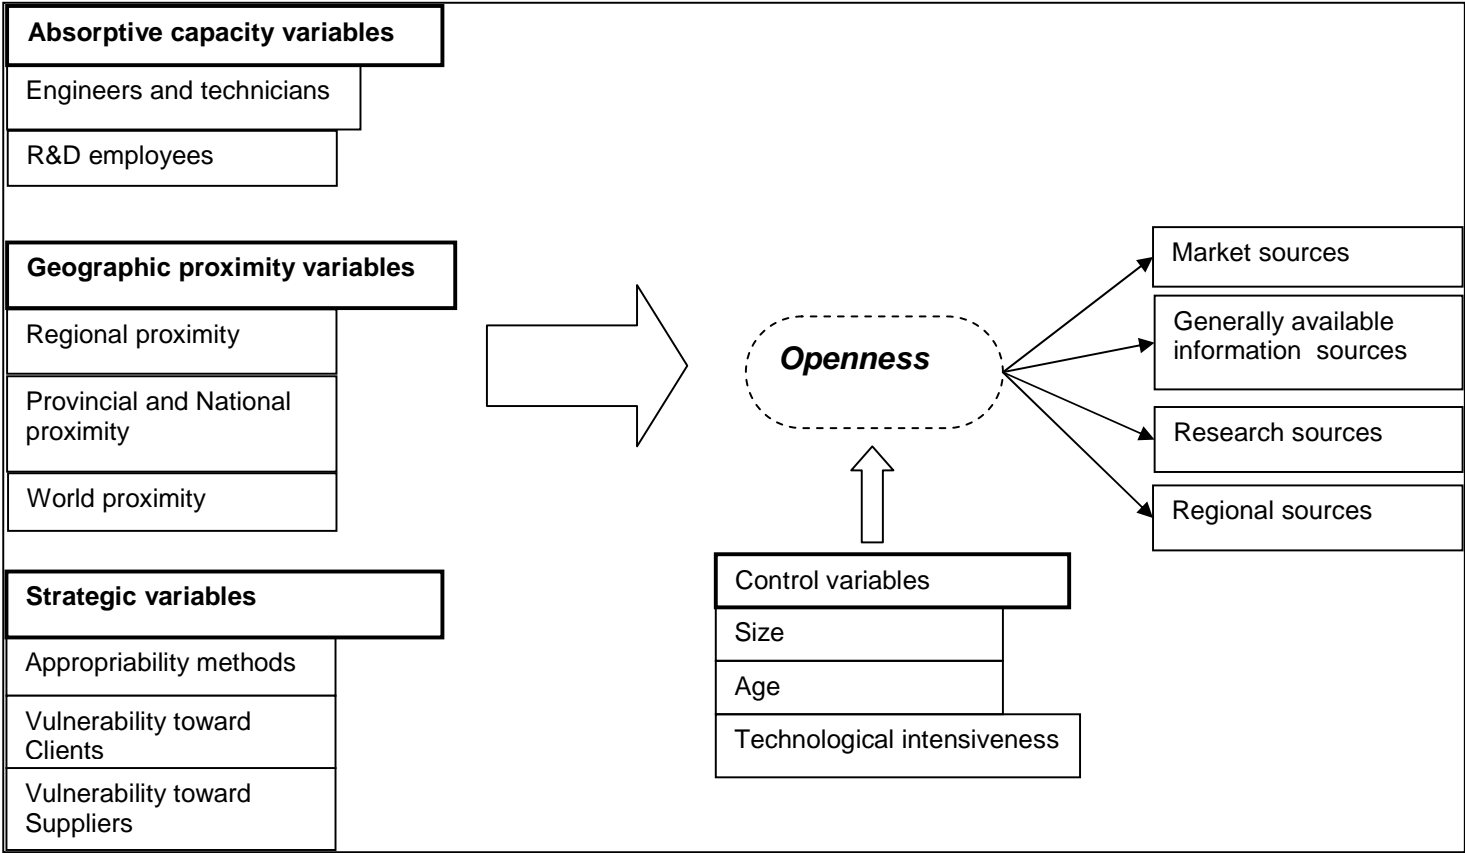 Absorptive capacity variables
Engineers and technicians
R&D employees
Geographic proximity variables
Regional proximity
Provincial and National
proximity
World proximity
Strategic variables
Appropriability methods
Vulnerability toward
Clients
Vulnerability toward
Suppliers
Openness
Control variables
Size
Age
Technological intensiveness
Market sources
Generally available
information sources
Research sources
Regional sources